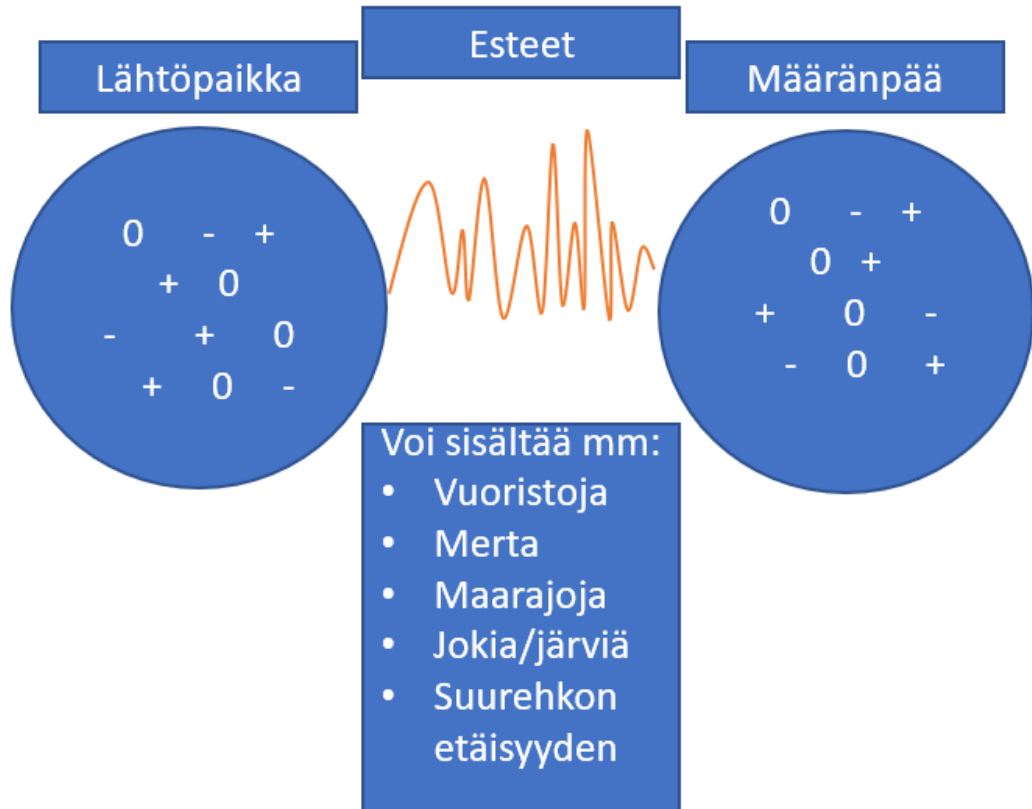 Esteet
Lähtöpaikka
Määränpää
0 - +
+ 0
- + 0
+ 0 -
0 - +
0 +
+ 0 -
- 0 +
Voi sisältää mm:
• Vuoristoja
• Merta
• Maarajoja
• Jokia/järviä
• Suurehkon
etäisyyden